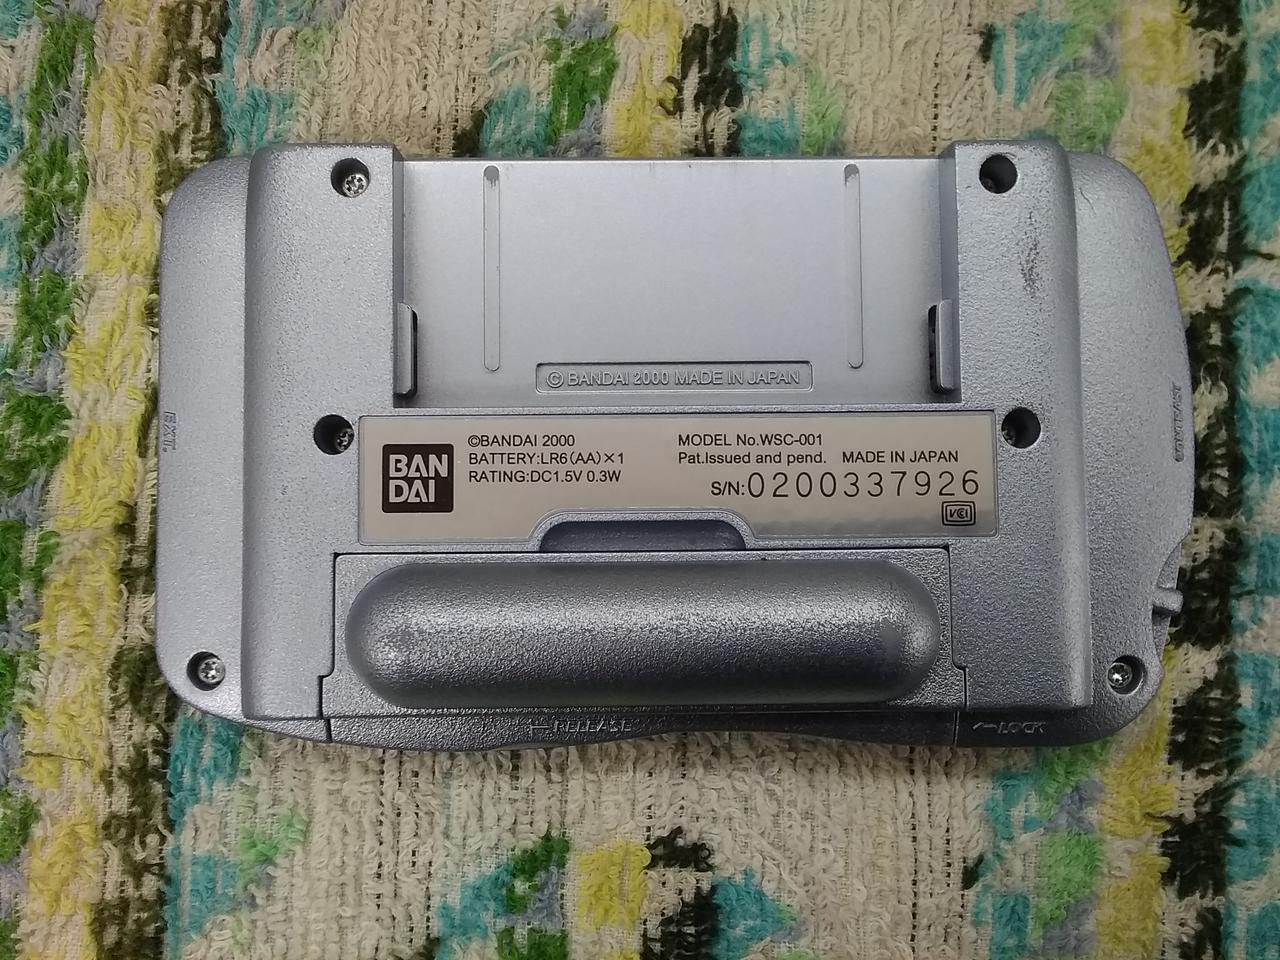 © BANDAI 2000 MADE IN JAPAN
EXT.
CONTRAST
BAN
DAI
©BANDAI 2000
BATTERY:LR6(AA)×1
RATING:DC1.5V 0.3W
MODEL No.WSC-001
Pat.Issued and pend. MADE IN JAPAN
S/N:0200337926
VCI
←RELEASE
←LOCK